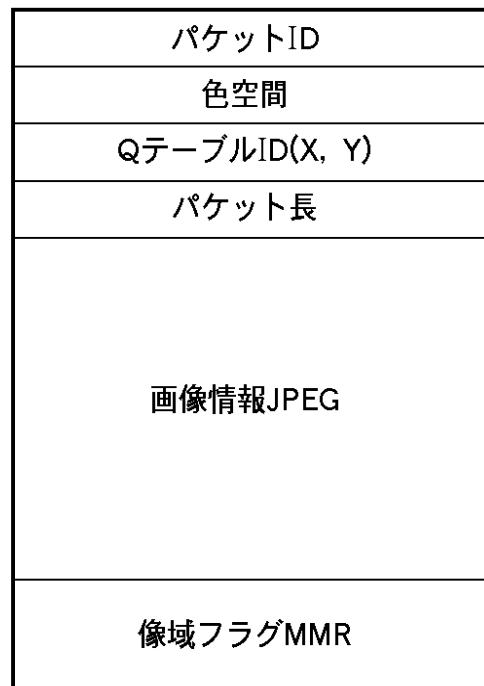 パケットID
色空間
QテーブルID(X, Y)
パケット長
画像情報JPEG
像域フラグMMR